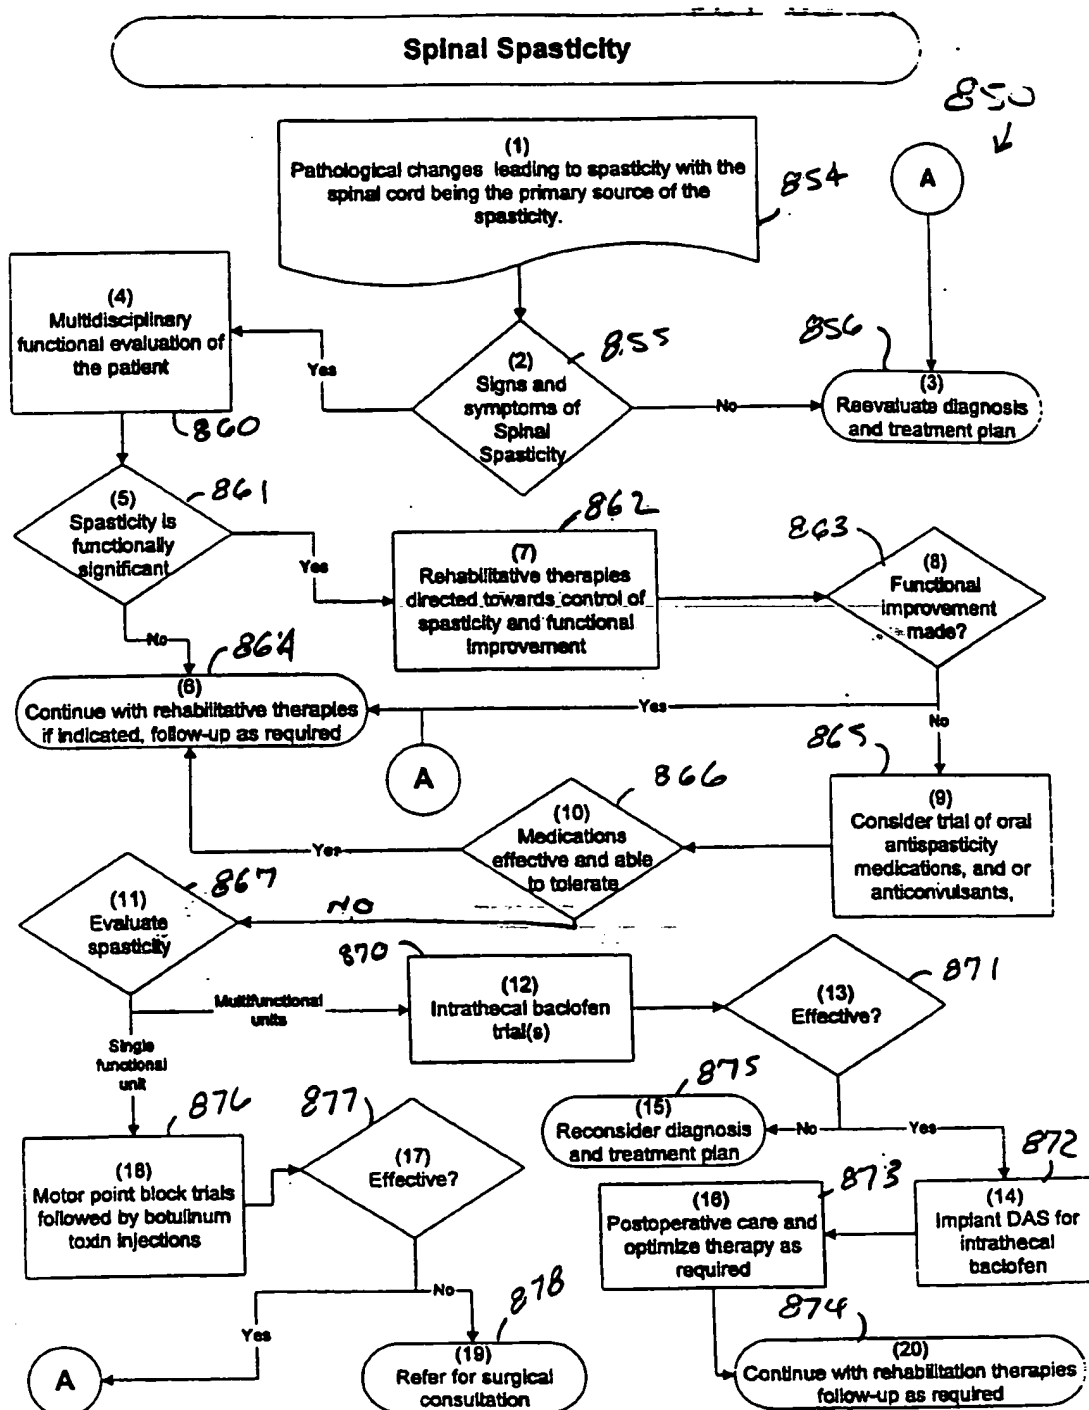 Spinal Spasticity
850
(1)
Pathological changes leading to spasticity with the
spinal cord being the primary source of the
spasticity.
854
A
(4)
Multidisciplinary
functional evaluation of
the patient
860
Yes
(2)
Signs and
symptoms of
Spinal
Spasticity
855
No
856
(3)
Reevaluate diagnosis
and treatment plan
(5)
Spasticity is
functionally
significant
861
Yes
862
(7)
Rehabilitative therapies
directed towards control of
spasticity and functional
improvement
863
(8)
Functional
improvement
made?
No
864
(6)
Continue with rehabilitative therapies
if indicated, follow-up as required
Yes
No
A
865
(9)
Consider trial of oral
antispasticity
medications, and or
anticonvulsants,
866
(10)
Medications
effective and able
to tolerate
Yes
NO
867
(11)
Evaluate
spasticity
Multifunctional
units
Single
functional
unit
870
(12)
Intrathecal baclofen
trial(s)
871
(13)
Effective?
875
(15)
Reconsider diagnosis
and treatment plan
No
Yes
872
(14)
Implant DAS for
intrathecal
baclofen
873
(16)
Postoperative care and
optimize therapy as
required
876
(18)
Motor point block trials
followed by botulinum
toxin injections
877
(17)
Effective?
No
Yes
878
(19)
Refer for surgical
consultation
A
874
(20)
Continue with rehabilitation therapies
follow-up as required